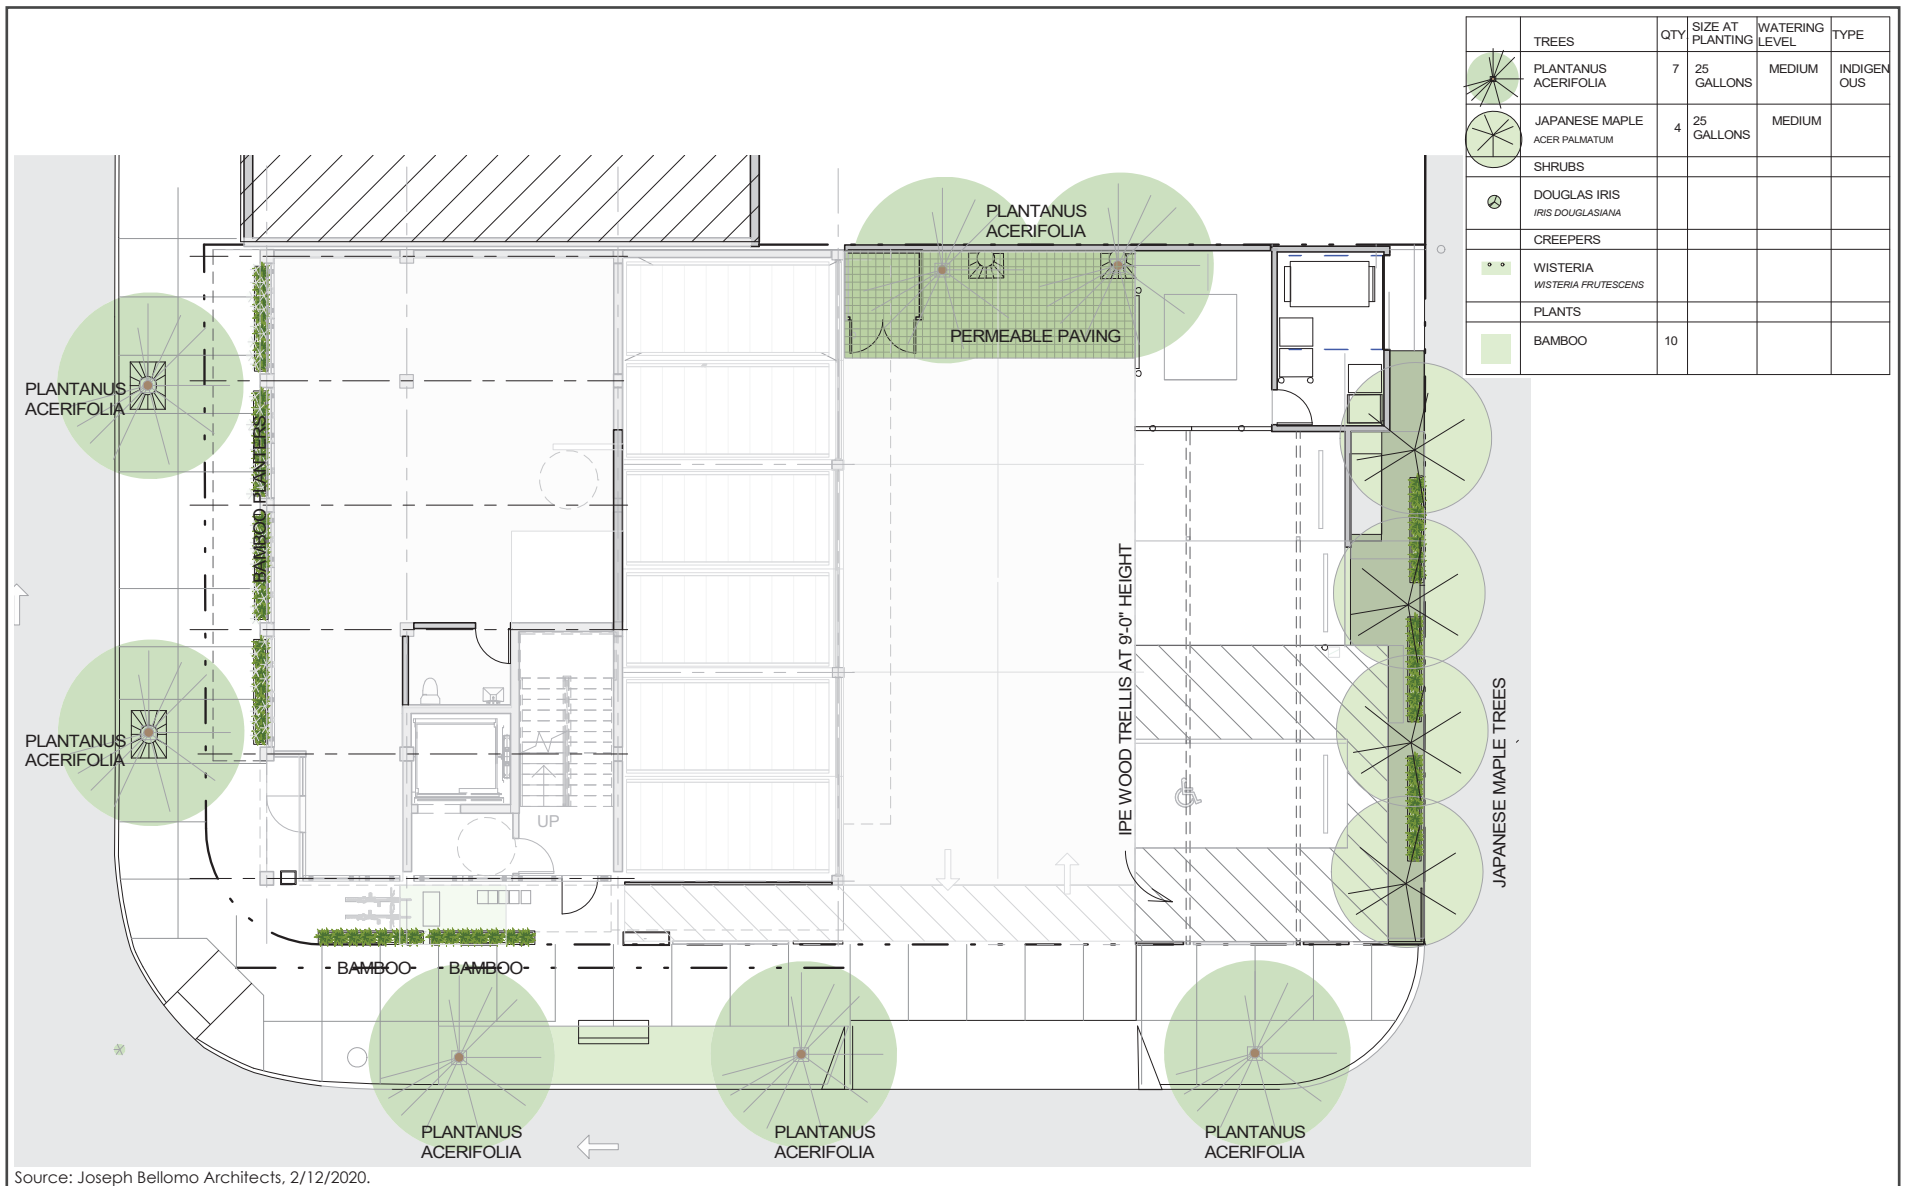 TREES QTY SIZE AT PLANTING WATERING LEVEL TYPE
PLANTANUS ACERIFOLIA 7 25 GALLONS MEDIUM INDIGEN OUS
JAPANESE MAPLE 4 25 GALLONS MEDIUM
ACER PALMATUM
SHRUBS
DOUGLAS IRIS
IRIS DOUGLASIANA
CREEPERS
WISTERIA
WISTERIA FRUTESCENS
PLANTS
BAMBOO 10
PLANTANUS
ACERIFOLIA
PERMEABLE PAVING
PLANTANUS
ACERIFOLIA
BAMBOO PLANTERS
IPE WOOD TRELLIS AT 9'-0" HEIGHT
JAPANESE MAPLE TREES
PLANTANUS
ACERIFOLIA
UP
BAMBOO
BAMBOO
PLANTANUS
ACERIFOLIA
PLANTANUS
ACERIFOLIA
PLANTANUS
ACERIFOLIA
Source: Joseph Bellomo Architects, 2/12/2020.